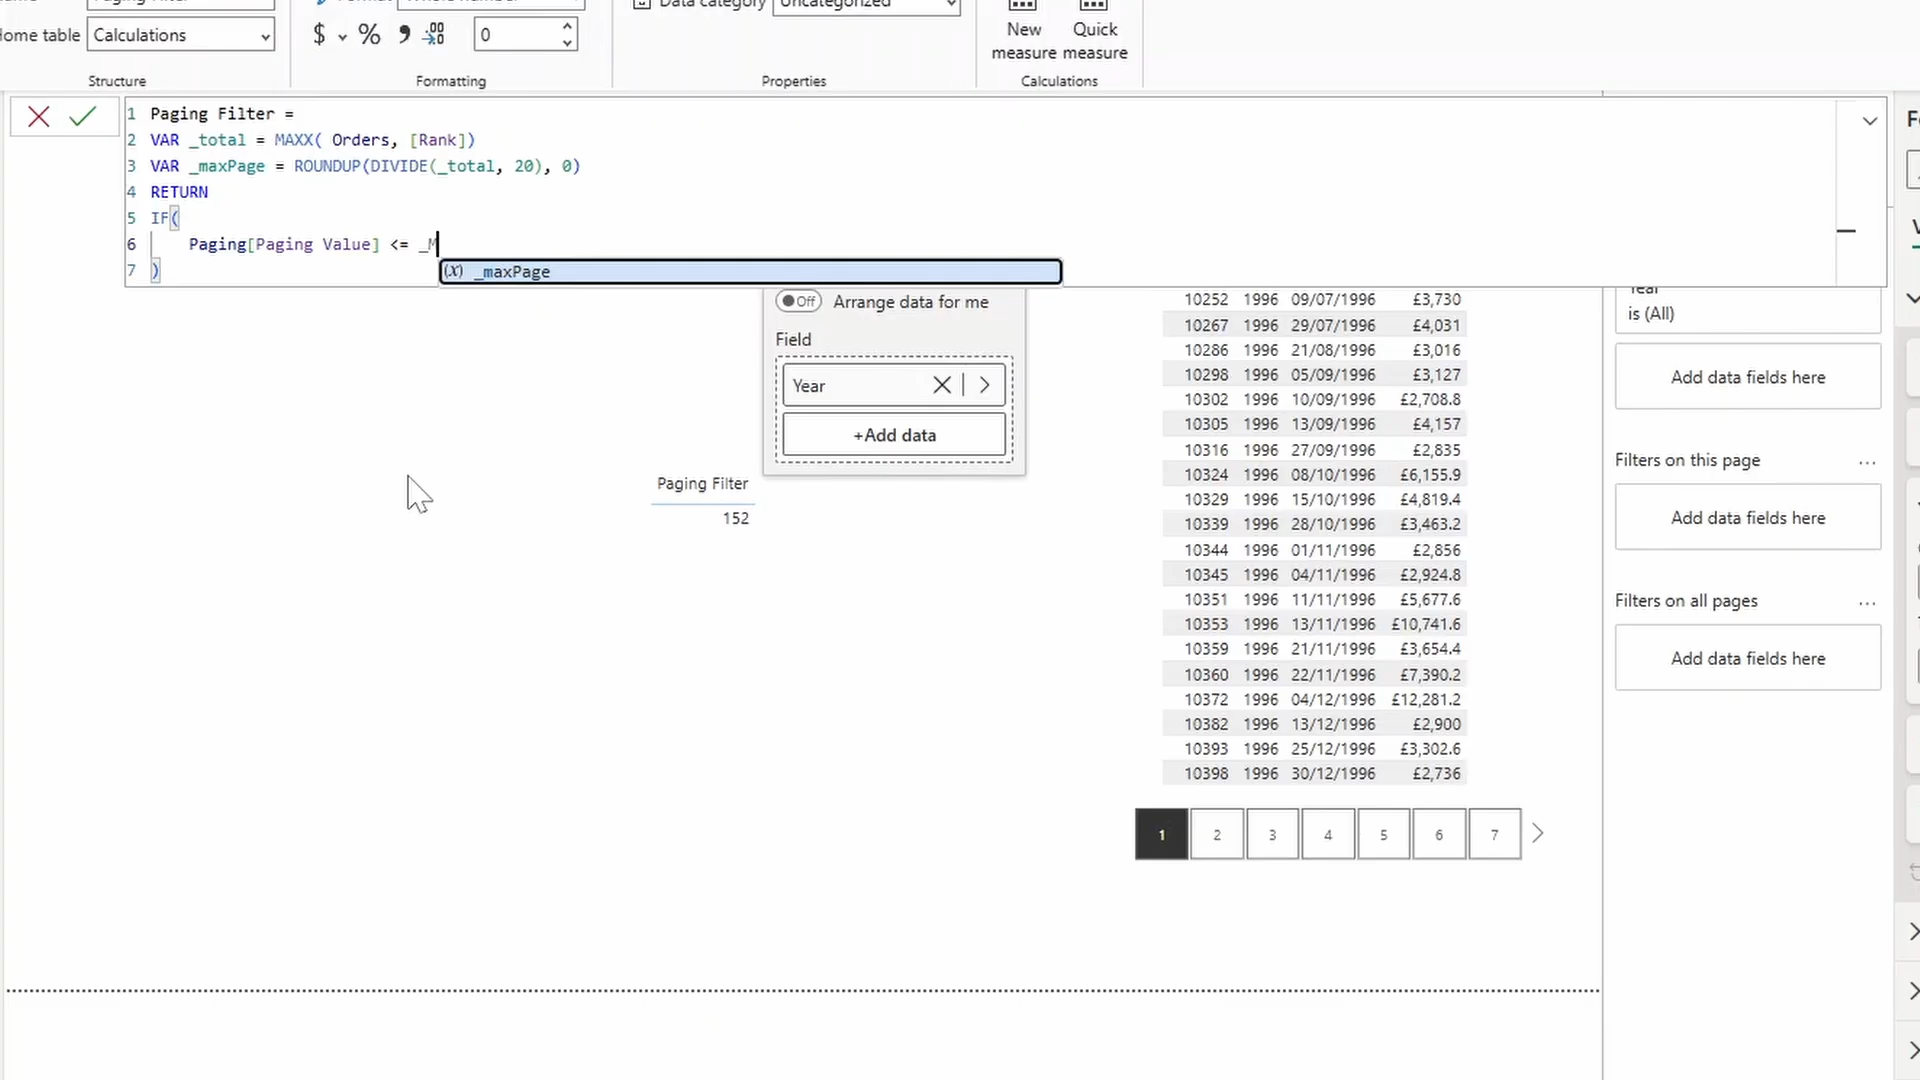 Data category Uncategorized
New measure
Quick measure
Home table Calculations
$ % 0
Structure
Formatting
Properties
Calculations
1 Paging Filter =
2 VAR _total = MAXX( Orders, [Rank])
3 VAR _maxPage = ROUNDUP(DIVIDE(_total, 20), 0)
4 RETURN
5 IF(
6 Paging[Paging Value] <= _M
7 )
(x) _maxPage
Off Arrange data for me
Field
Year
+Add data
Paging Filter
152
10252 1996 09/07/1996 £3,730
10267 1996 29/07/1996 £4,031
10286 1996 21/08/1996 £3,016
10298 1996 05/09/1996 £3,127
10302 1996 10/09/1996 £2,708.8
10305 1996 13/09/1996 £4,157
10316 1996 27/09/1996 £2,835
10324 1996 08/10/1996 £6,155.9
10329 1996 15/10/1996 £4,819.4
10339 1996 28/10/1996 £3,463.2
10344 1996 01/11/1996 £2,856
10345 1996 04/11/1996 £2,924.8
10351 1996 11/11/1996 £5,677.6
10353 1996 13/11/1996 £10,741.6
10359 1996 21/11/1996 £3,654.4
10360 1996 22/11/1996 £7,390.2
10372 1996 04/12/1996 £12,281.2
10382 1996 13/12/1996 £2,900
10393 1996 25/12/1996 £3,302.6
10398 1996 30/12/1996 £2,736
1 2 3 4 5 6 7
Year
is (All)
Add data fields here
Filters on this page ...
Add data fields here
Filters on all pages ...
Add data fields here